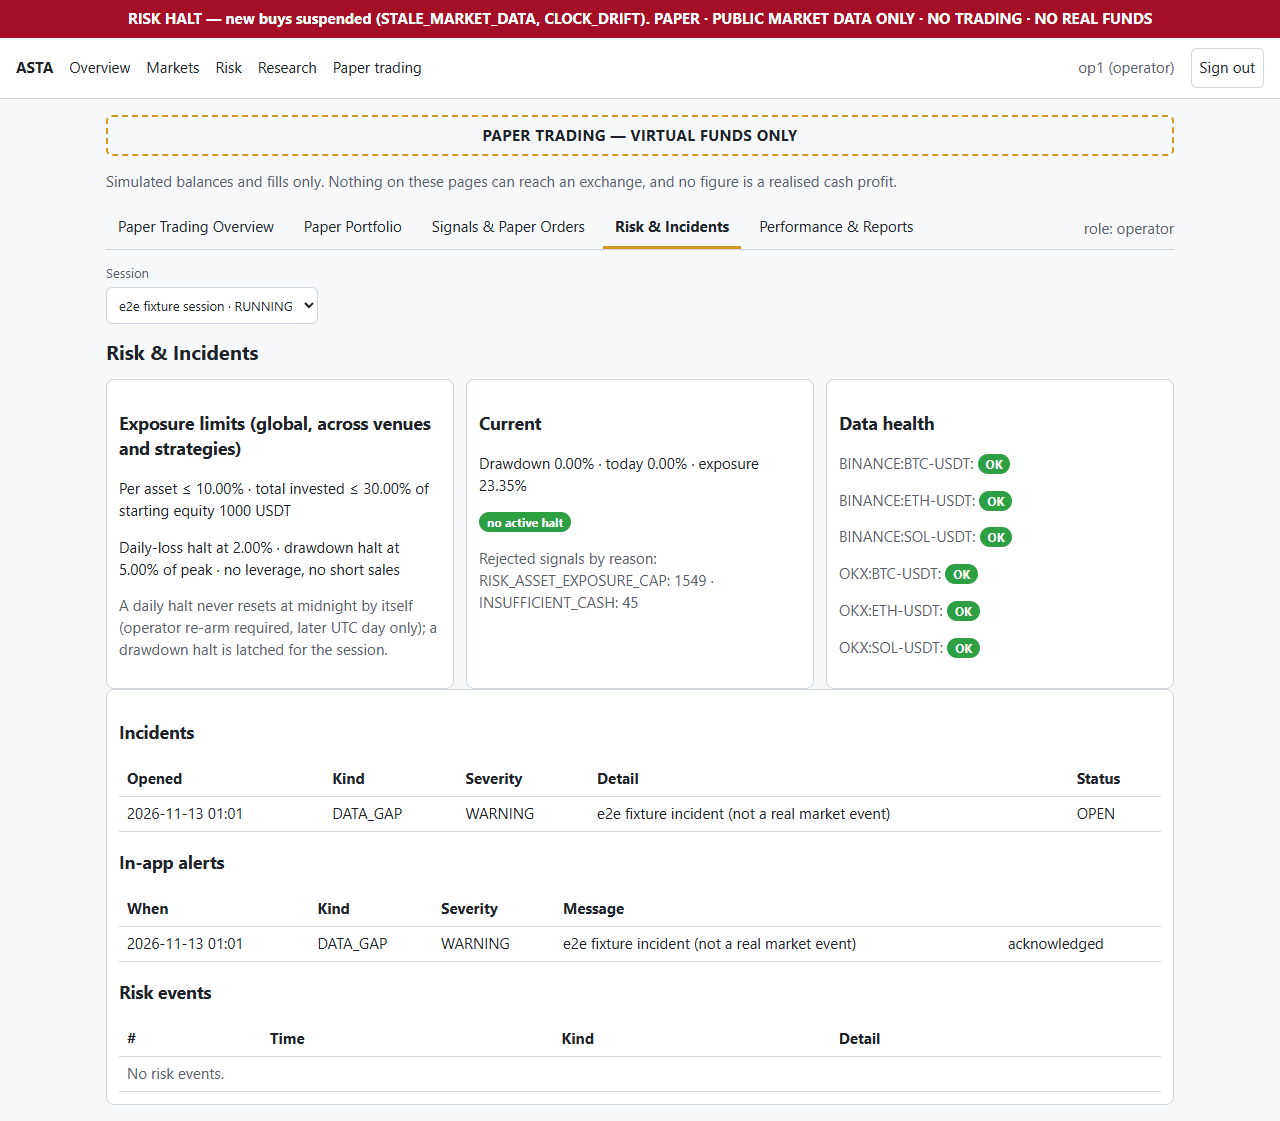 RISK HALT — new buys suspended (STALE_MARKET_DATA, CLOCK_DRIFT). PAPER · PUBLIC MARKET DATA ONLY · NO TRADING · NO REAL FUNDS
ASTA Overview Markets Risk Research Paper trading op1 (operator) Sign out
PAPER TRADING — VIRTUAL FUNDS ONLY
Simulated balances and fills only. Nothing on these pages can reach an exchange, and no figure is a realised cash profit.
Paper Trading Overview Paper Portfolio Signals & Paper Orders Risk & Incidents Performance & Reports role: operator
Session
e2e fixture session · RUNNING
Risk & Incidents
Exposure limits (global, across venues
and strategies)
Per asset ≤ 10.00% · total invested ≤ 30.00% of
starting equity 1000 USDT
Daily-loss halt at 2.00% · drawdown halt at
5.00% of peak · no leverage, no short sales
A daily halt never resets at midnight by itself
(operator re-arm required, later UTC day only); a
drawdown halt is latched for the session.
Current
Drawdown 0.00% · today 0.00% · exposure
23.35%
no active halt
Rejected signals by reason:
RISK_ASSET_EXPOSURE_CAP: 1549 ·
INSUFFICIENT_CASH: 45
Data health
BINANCE:BTC-USDT: OK
BINANCE:ETH-USDT: OK
BINANCE:SOL-USDT: OK
OKX:BTC-USDT: OK
OKX:ETH-USDT: OK
OKX:SOL-USDT: OK
Incidents
Opened Kind Severity Detail Status
2026-11-13 01:01 DATA_GAP WARNING e2e fixture incident (not a real market event) OPEN
In-app alerts
When Kind Severity Message
2026-11-13 01:01 DATA_GAP WARNING e2e fixture incident (not a real market event) acknowledged
Risk events
# Time Kind Detail
No risk events.